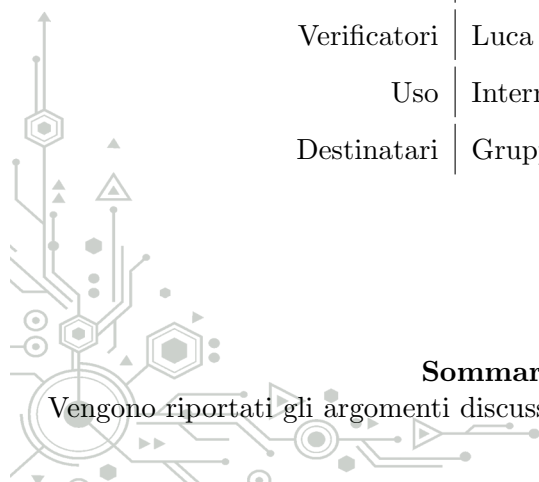 Verificatori Luca
Uso Intern
Destinatari Grup
Sommar
Vengono riportati gli argomenti discuss